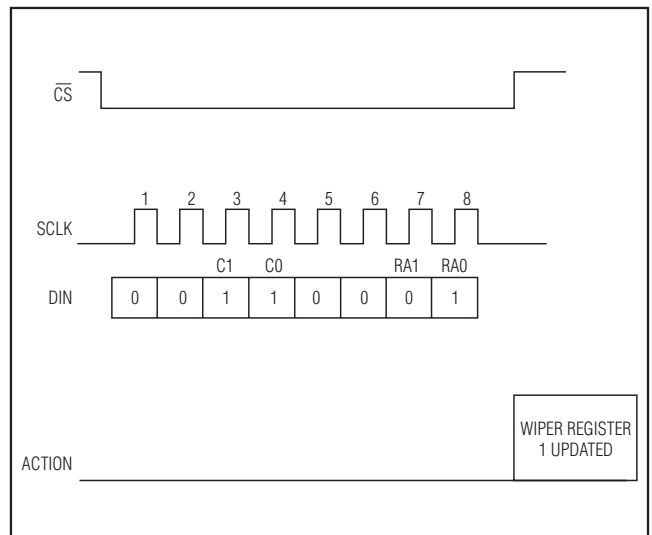 C̅S̅
1 2 3 4 5 6 7 8
SCLK
C1 C0 RA1 RA0
DIN 0 0 1 1 0 0 0 1
WIPER REGISTER
1 UPDATED
ACTION